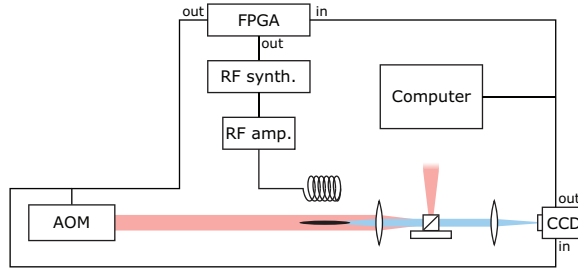 out
FPGA
in
out
RF synth.
Computer
RF amp.
out
AOM
CCD
in